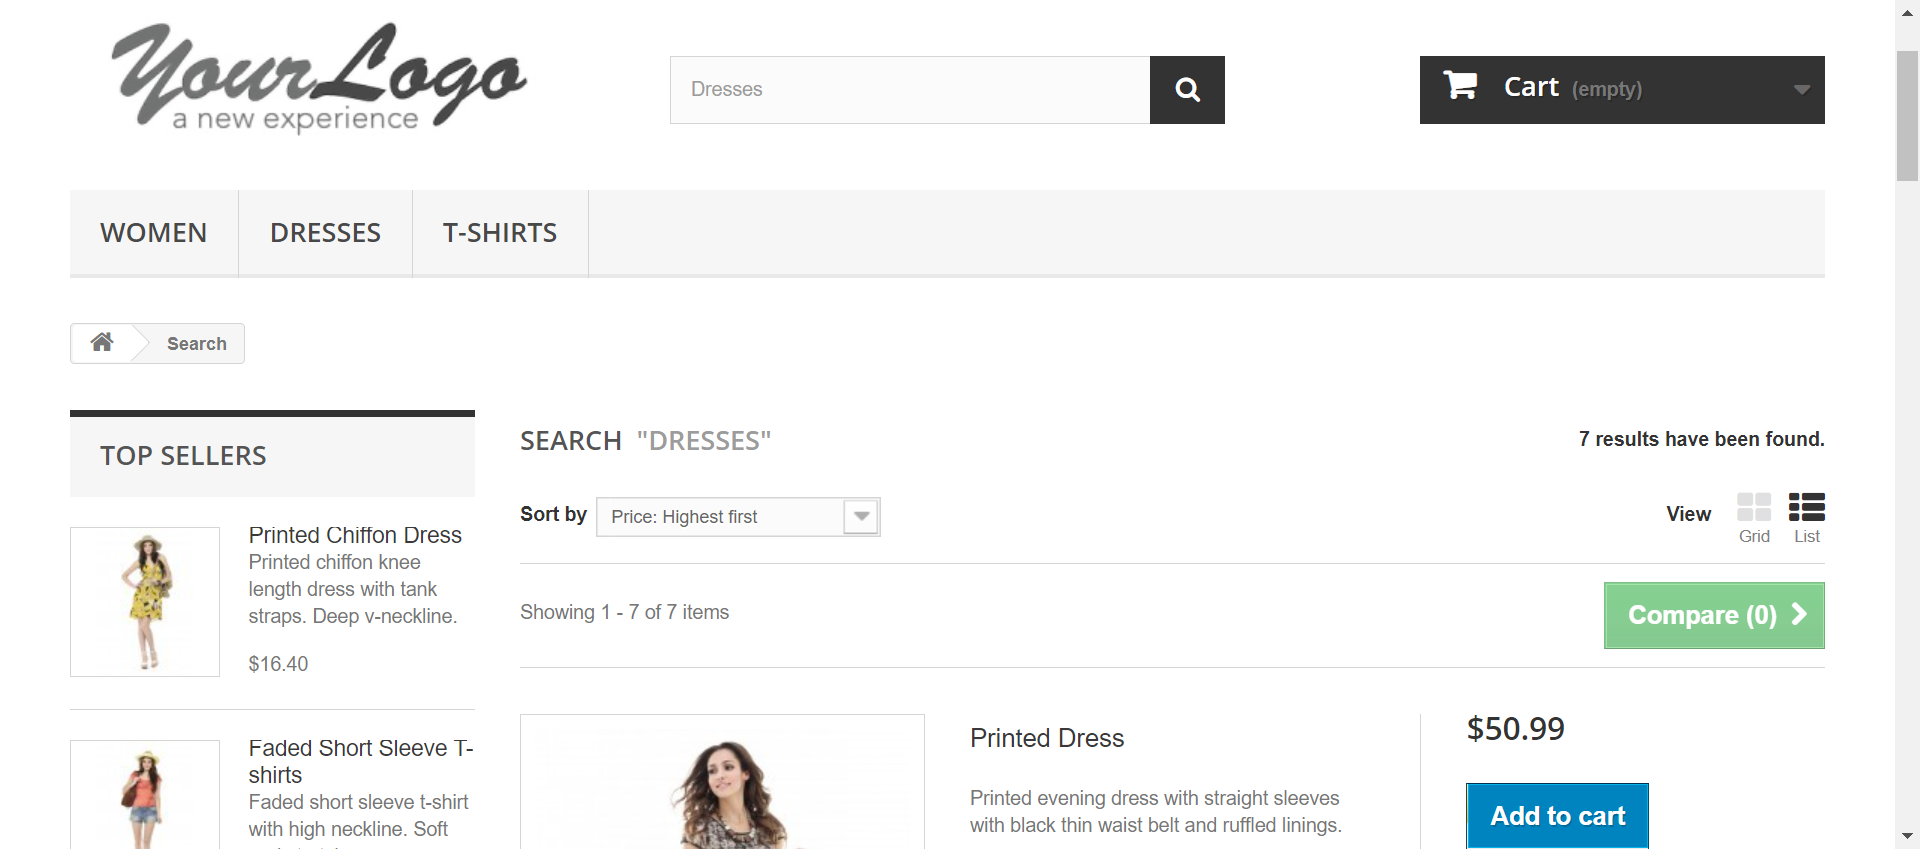 YourLogo
a new experience
Dresses
Cart (empty)
WOMEN
DRESSES
T-SHIRTS
Search
TOP SELLERS
Printed Chiffon Dress
Printed chiffon knee
length dress with tank
straps. Deep v-neckline.
$16.40
Faded Short Sleeve T-
shirts
Faded short sleeve t-shirt
with high neckline. Soft
SEARCH "DRESSES"
7 results have been found.
Sort by Price: Highest first
View
Grid
List
Showing 1 - 7 of 7 items
Compare (0)
Printed Dress
Printed evening dress with straight sleeves
with black thin waist belt and ruffled linings.
$50.99
Add to cart